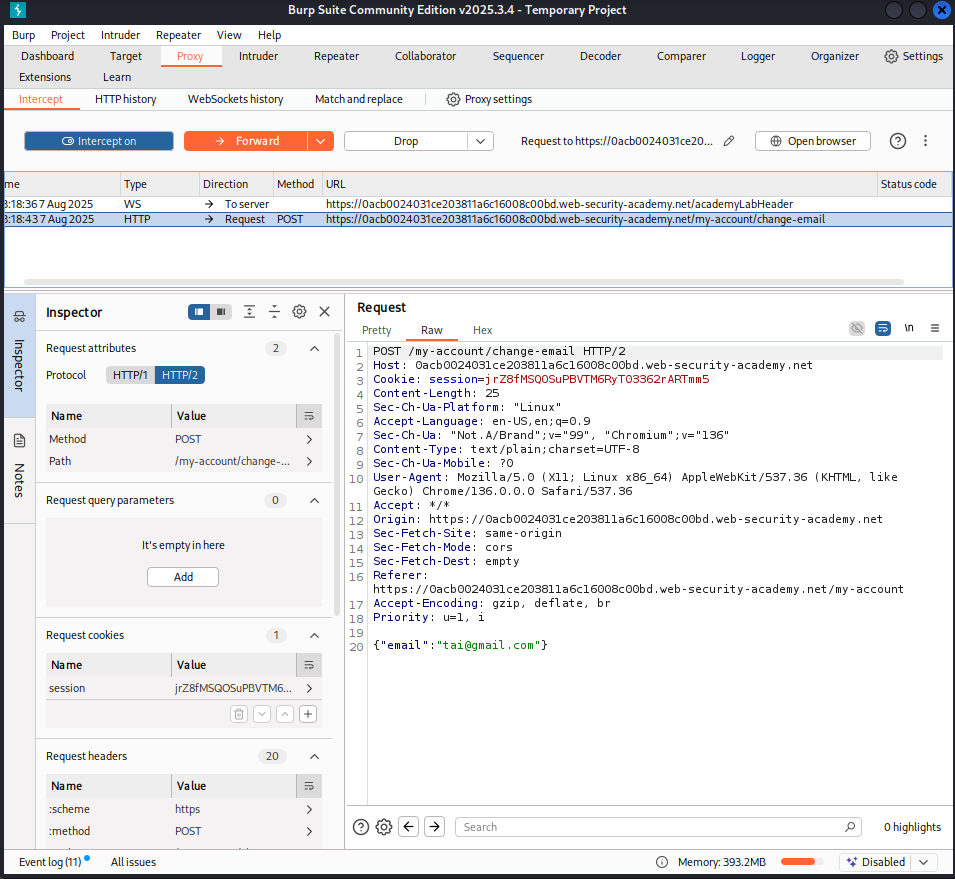 Burp Suite Community Edition v2025.3.4 - Temporary Project
Burp Project Intruder Repeater View Help
Dashboard Target Proxy Intruder Repeater Collaborator Sequencer Decoder Comparer Logger Organizer Settings
Extensions Learn
Intercept HTTP history WebSockets history Match and replace Proxy settings
Intercept on Forward Drop Request to https://0acb0024031ce20... Open browser
me Type Direction Method URL Status code
3:18:36 7 Aug 2025 WS To server https://0acb0024031ce203811a6c16008c00bd.web-security-academy.net/academyLabHeader
3:18:43 7 Aug 2025 HTTP Request POST https://0acb0024031ce203811a6c16008c00bd.web-security-academy.net/my-account/change-email
Inspector
Notes
Inspector
Request attributes 2
Protocol HTTP/1 HTTP/2
Name Value
Method POST
Path /my-account/change-...
Request query parameters 0
It's empty in here
Add
Request cookies 1
Name Value
session jrZ8fMSQOSuPBVTM6...
Request headers 20
Name Value
:scheme https
:method POST
Request
Pretty Raw Hex
\n
1 POST /my-account/change-email HTTP/2
2 Host: 0acb0024031ce203811a6c16008c00bd.web-security-academy.net
3 Cookie: session=jrZ8fMSQOSuPBVTM6RyT03362rARTmm5
4 Content-Length: 25
5 Sec-Ch-Ua-Platform: "Linux"
6 Accept-Language: en-US,en;q=0.9
7 Sec-Ch-Ua: "Not.A/Brand";v="99", "Chromium";v="136"
8 Content-Type: text/plain;charset=UTF-8
9 Sec-Ch-Ua-Mobile: ?0
10 User-Agent: Mozilla/5.0 (X11; Linux x86_64) AppleWebKit/537.36 (KHTML, like
Gecko) Chrome/136.0.0.0 Safari/537.36
11 Accept: */*
12 Origin: https://0acb0024031ce203811a6c16008c00bd.web-security-academy.net
13 Sec-Fetch-Site: same-origin
14 Sec-Fetch-Mode: cors
15 Sec-Fetch-Dest: empty
16 Referer:
https://0acb0024031ce203811a6c16008c00bd.web-security-academy.net/my-account
17 Accept-Encoding: gzip, deflate, br
18 Priority: u=1, i
19
20 {"email":"tai@gmail.com"}
Search 0 highlights
Event log (11) All issues Memory: 393.2MB Disabled